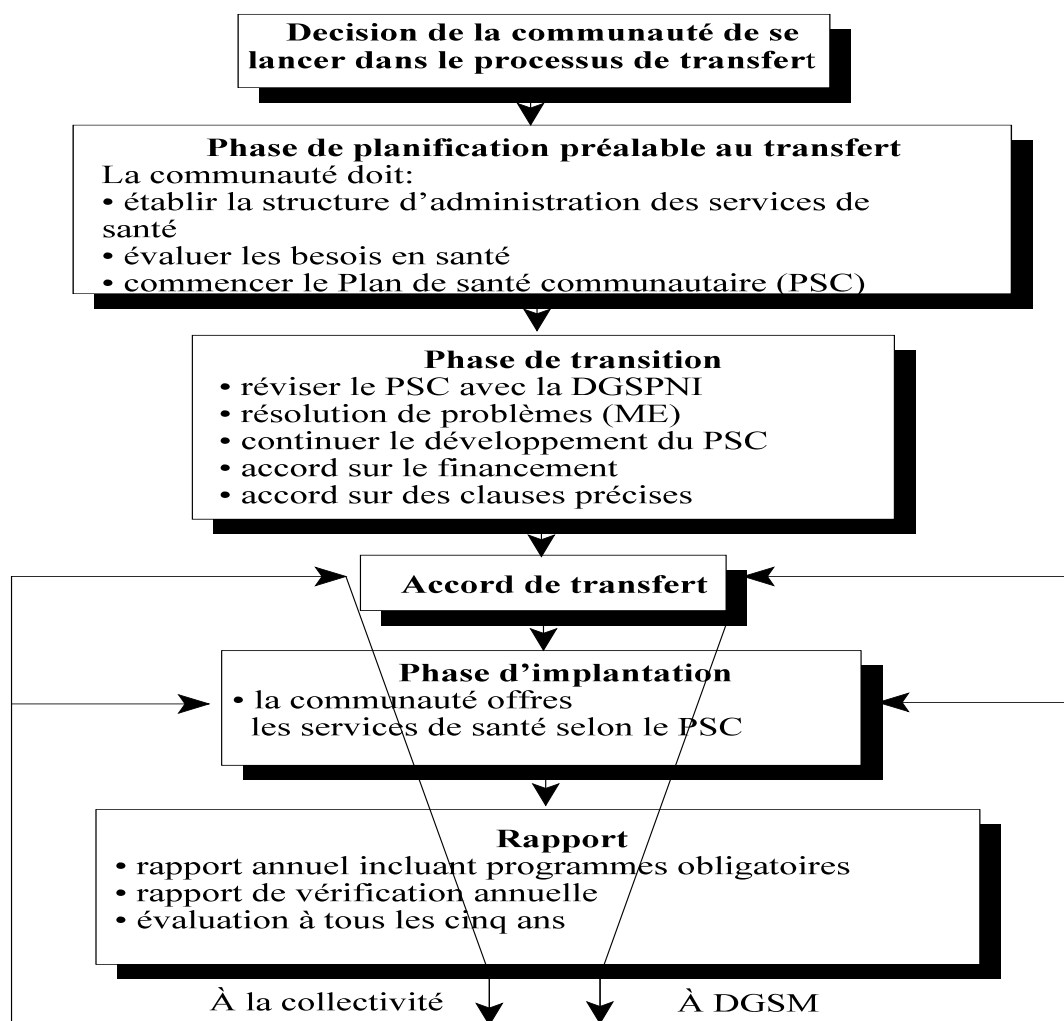 Decision de la communauté de se
lancer dans le processus de transfert
Phase de planification préalable au transfert
La communauté doit:
• établir la structure d’administration des services de
santé
• évaluer les besois en santé
• commencer le Plan de santé communautaire (PSC)
Phase de transition
• réviser le PSC avec la DGSPNI
• résolution de problèmes (ME)
• continuer le développement du PSC
• accord sur le financement
• accord sur des clauses précises
Accord de transfert
Phase d’implantation
• la communauté offres
les services de santé selon le PSC
Rapport
• rapport annuel incluant programmes obligatoires
• rapport de vérification annuelle
• évaluation à tous les cinq ans
À la collectivité
À DGSM